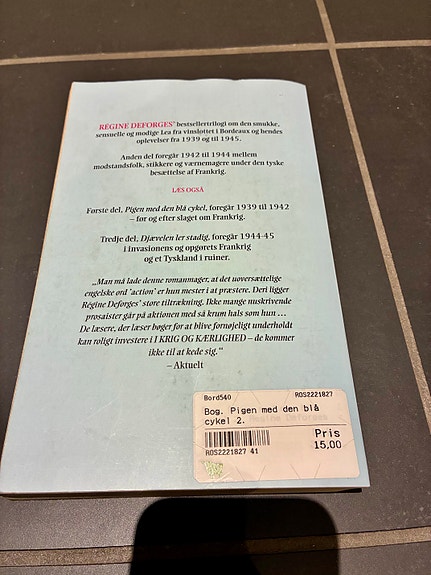 RÉGINE DEFORGES' bestsellertrilogi om den smukke,
sensuelle og modige Lea fra vinslottet i Bordeaux og hendes
oplevelser fra 1939 og til 1945.
Anden del foregår 1942 til 1944 mellem
modstandsfolk, stikkere og værnemagere under den tyske
besættelse af Frankrig.
LÆS OGSÅ
Første del, Pigen med den blå cykel, foregår 1939 til 1942
– før og efter slaget om Frankrig.
Tredje del, Djævelen ler stadig, foregår 1944-45
i Invasionens og opgørets Frankrig
og et Tyskland i ruiner.
„Man må lade denne romanmager, at det uoversættelige
engelske ord 'action' er hun mester i at præstere. Deri ligger
Régine Deforges' store tiltrækning. Ikke mange nuskrivende
prosaister går på aktionen med så krum hals som hun ...
De læsere, der læser bøger for at blive fornøjeligt underholdt
kan roligt investere i I KRIG OG KÆRLIGHED – de kommer
ikke til at kede sig."
– Aktuelt
Bord540 ROS2221827
Bog. Pigen med den blå
cykel 2.
Pris
15,00
ROS2221827 41